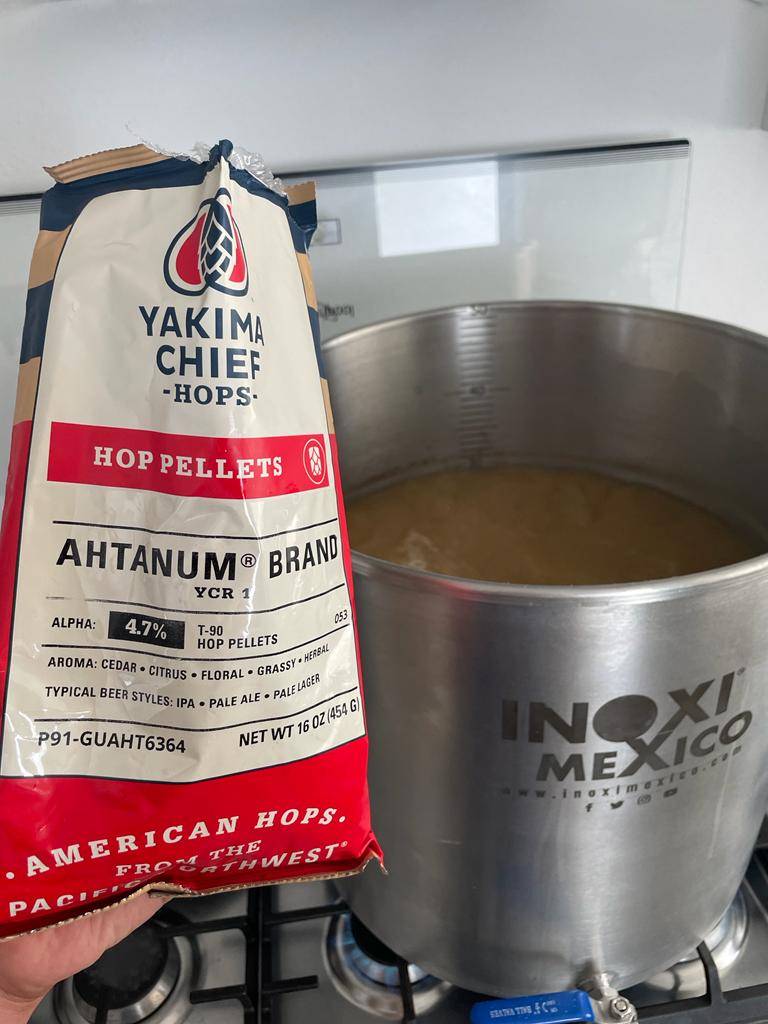 YAKIMA
CHIEF
-HOPS-
HOP PELLETS
AHTANUM® BRAND
YCR 1
ALPHA: 4.7% T-90 053
HOP PELLETS
AROMA: CEDAR • CITRUS • FLORAL • GRASSY • HERBAL
TYPICAL BEER STYLES: IPA • PALE ALE • PALE LAGER
P91-GUAHT6364 NET WT 16 OZ (454 G)
• AMERICAN HOPS.
FROM THE
PACIFIC NORTHWEST®
INOXI®
MEXICO
www.inoximexico.com
BALL VALVES